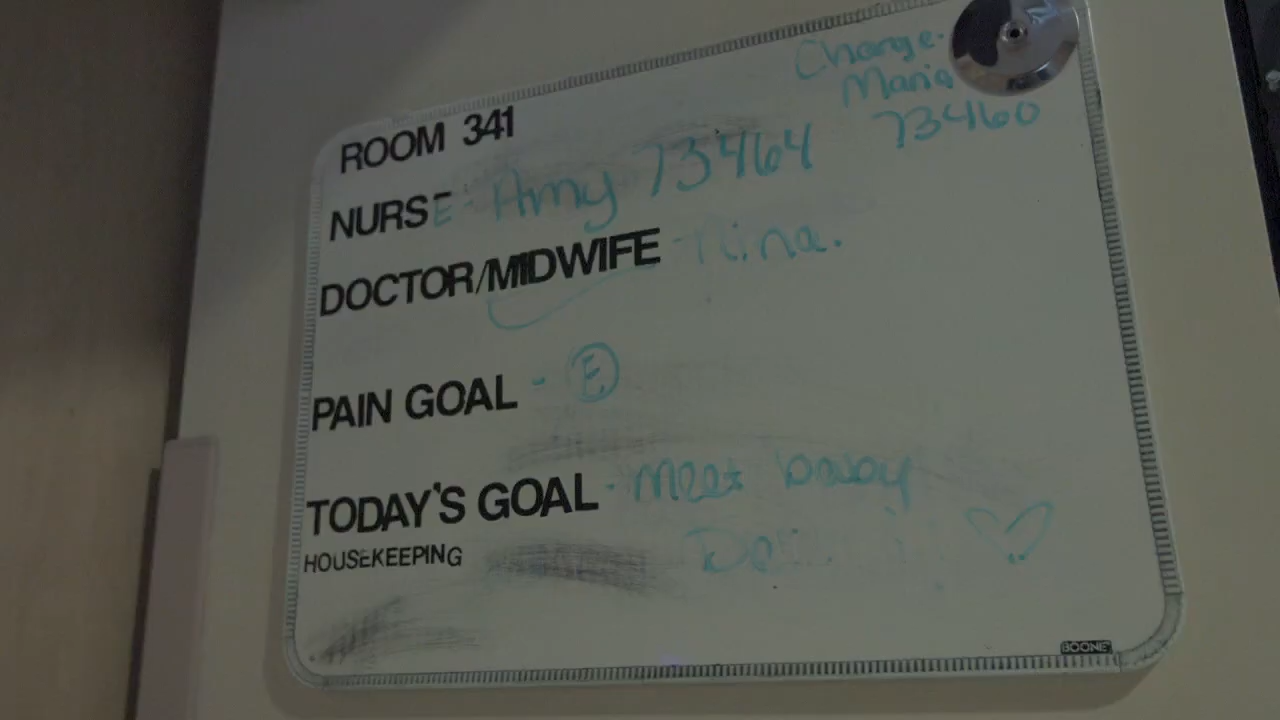 Charge.
Maria
73460
ROOM 341
NURSE - Amy 73464
DOCTOR/MIDWIFE - Nina.
PAIN GOAL - E
TODAY'S GOAL - Meet baby
HOUSEKEEPING
BOONE